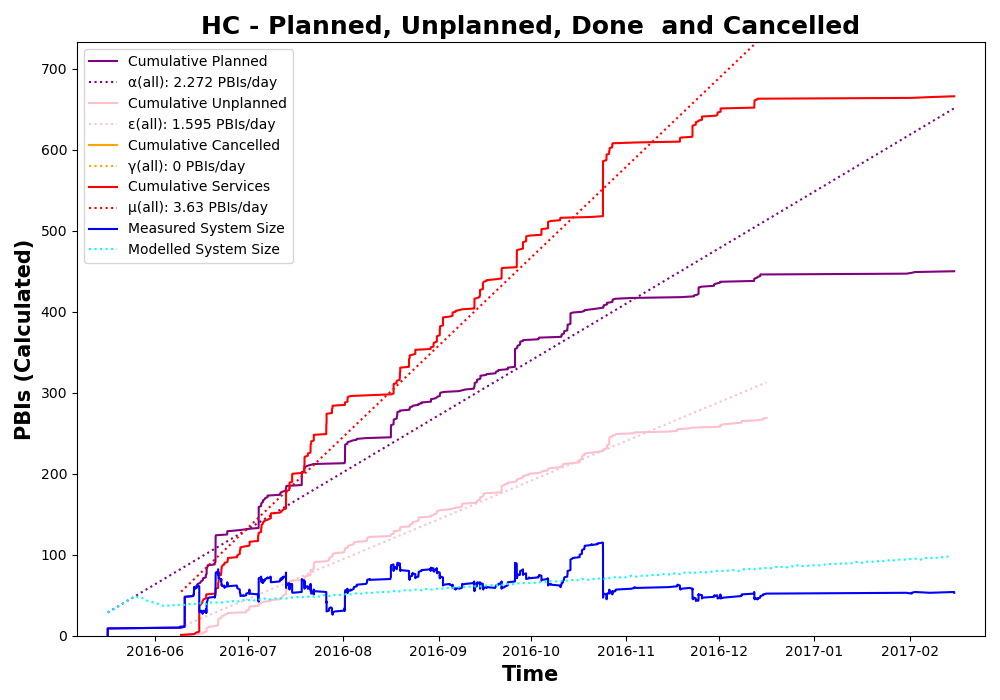 HC - Planned, Unplanned, Done  and Cancelled
Cumulative Planned
α(all): 2.272 PBIs/day
Cumulative Unplanned
ε(all): 1.595 PBIs/day
Cumulative Cancelled
γ(all): 0 PBIs/day
Cumulative Services
μ(all): 3.63 PBIs/day
Measured System Size
Modelled System Size
PBIs (Calculated)
700
600
500
400
300
200
100
0
2016-06 2016-07 2016-08 2016-09 2016-10 2016-11 2016-12 2017-01 2017-02
Time